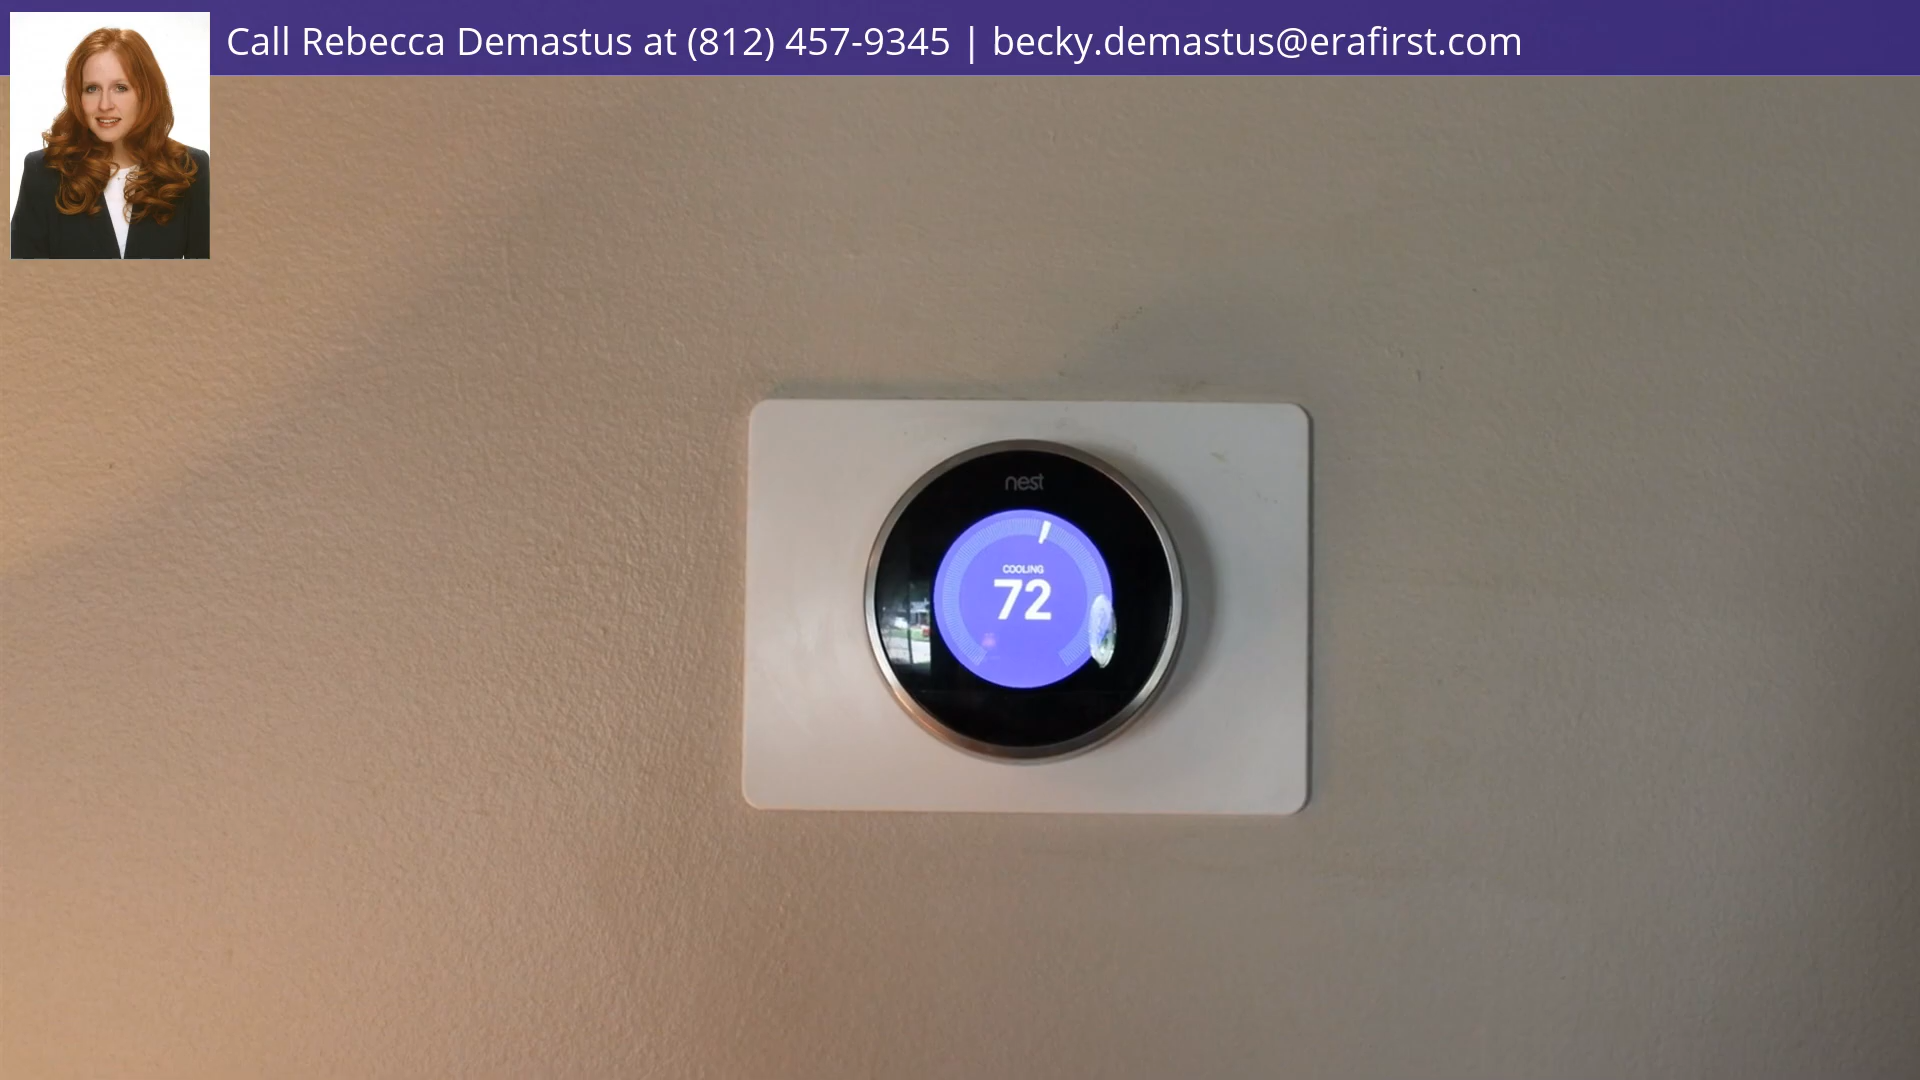 Call Rebecca Demastus at (812) 457-9345 | becky.demastus@erafirst.com
nest
COOLING
72